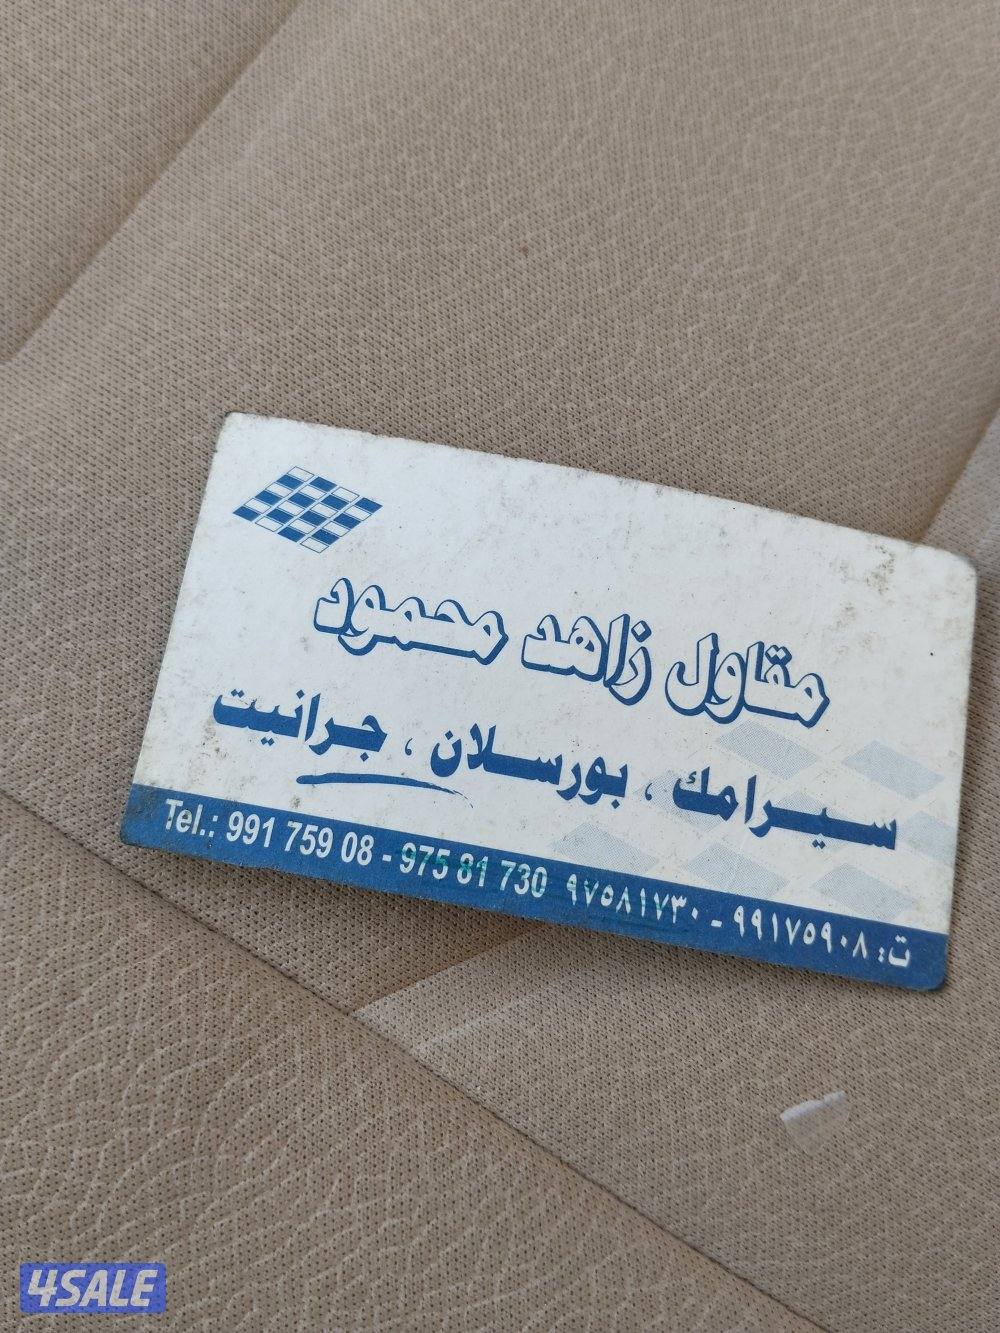 مقاول زاهد محمود
سيرامك ، بورسلان ، جرانيت
Tel.: 991 759 08 - 975 81 730 ت: ٩٩١٧٥٩٠٨ - ٩٧٥٨١٧٣٠
4SALE